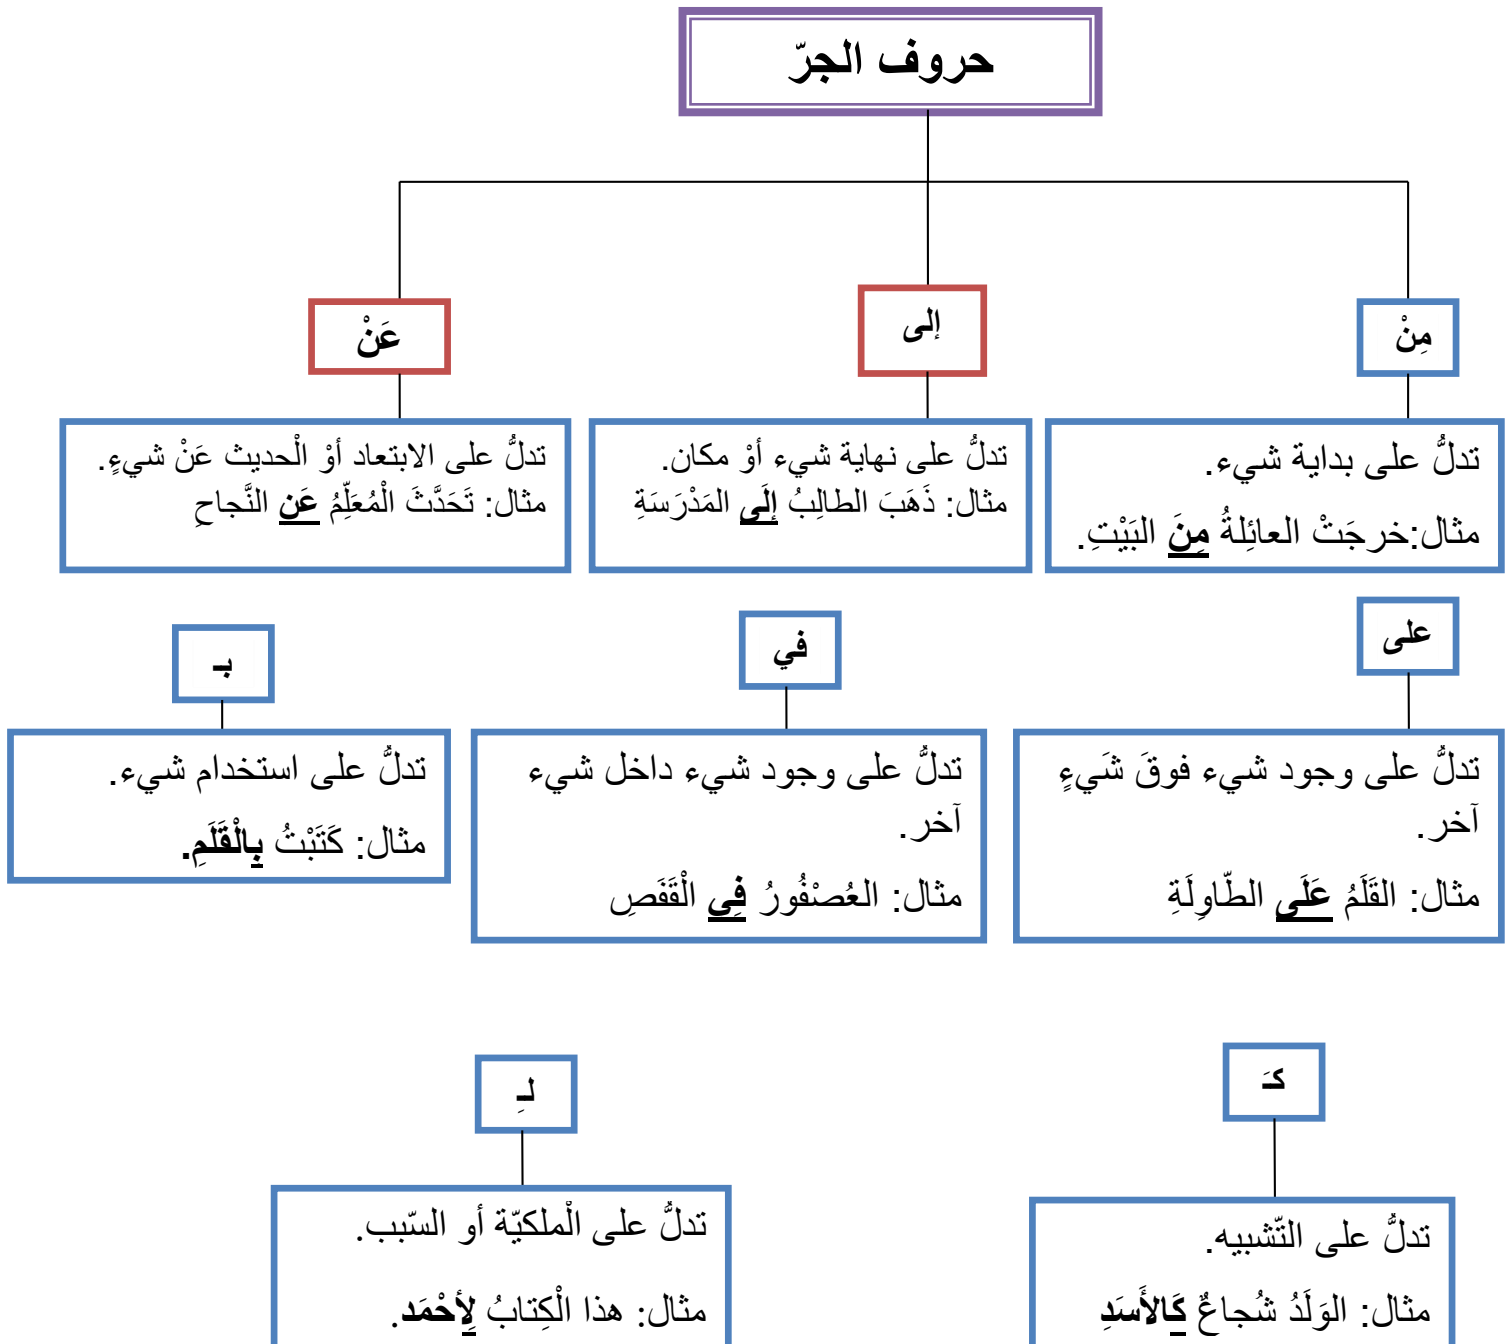 حروف الجرّ
مِنْ
إلى
عَنْ
تدلُّ على بداية شيء.
مثال:خرجَتْ العائِلةُ مِنَ البَيْتِ.
تدلُّ على نهاية شيء أوْ مكان.
مثال: ذَهَبَ الطالِبُ إلَى المَدْرَسَةِ
تدلُّ على الابتعاد أوْ الْحديث عَنْ شيءٍ.
مثال: تَحَدَّثَ الْمُعَلِّمُ عَن النَّجاحِ
على
في
بـ
تدلُّ على وجود شيء فوقَ شَيءٍ
آخر.
مثال: القَلَمُ عَلَى الطّاوِلَةِ
تدلُّ على وجود شيء داخل شيء
آخر.
مثال: العُصْفُورُ فِي الْقَفَصِ
تدلُّ على استخدام شيء.
مثال: كَتَبْتُ بِالْقَلَمِ.
كـَ
لـِ
تدلُّ على التّشبيه.
مثال: الوَلَدُ شُجاعٌ كَالأَسَدِ
تدلُّ على الْملكيّة أو السّبب.
مثال: هذا الْكِتابُ لِأحْمَد.